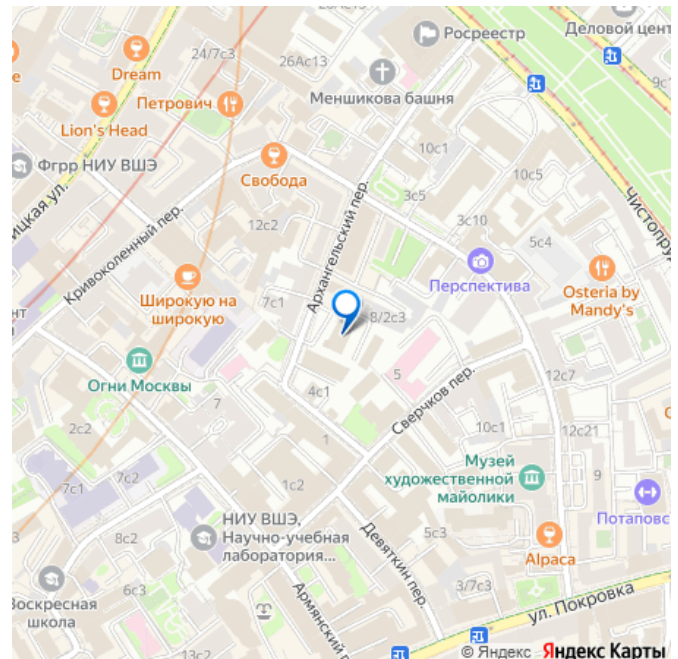 Росреестр
Деловой цент
24/7с3
26Ас13
Dream
9с1
Петрович
Меншикова башня
Lion's Head
10с1
Фгрр НИУ ВШЭ
Свобода
10с5
3с5
ицкая ул.
Архангельский пер.
Чистопруд
12с2
3с10
5с4
Кривоколенный пер.
Перспектива
Широкую на
широкую
7с1
Osteria by
Mandy's
8/2с3
Огни Москвы
5
12с7
4с1
Сверчков пер.
7
2с2
1
10с1
12с21
Музей
художественной
майолики
9
1с2
7с1
7с2
НИУ ВШЭ,
Научно-учебная
лаборатория...
Потаповс
8с2
5с3
Alpaca
Девяткин пер.
Воскресная
школа
6с3
3/7с3
ул. Покровка
Армянский п
13с2
© Яндекс Яндекс Карты